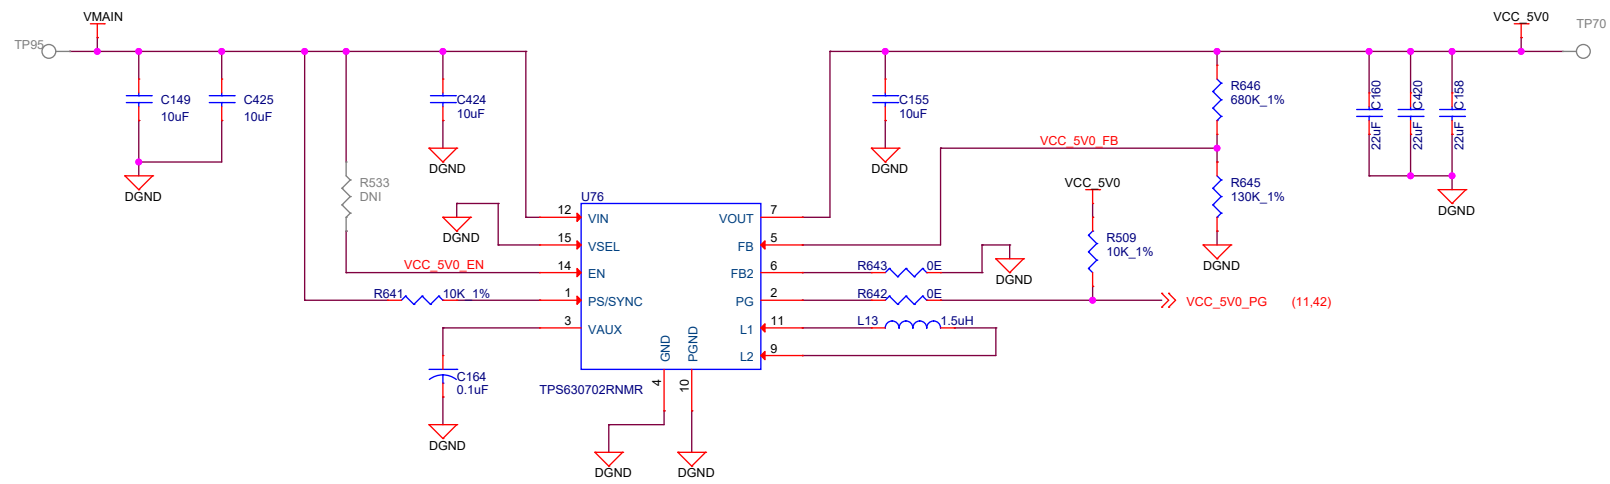 VMAIN
VCC_5V0
TP95
TP70
C149
10uF
C425
10uF
C424
10uF
C155
10uF
R646
680K_1%
C160
22uF
C420
22uF
C158
22uF
DGND
DGND
DGND
VCC_5V0_FB
R533
DNI
VCC_5V0
R645
130K_1%
DGND
U76
DGND
12
VIN
VOUT
7
15
VSEL
FB
5
R509
10K_1%
DGND
VCC_5V0_EN
14
EN
FB2
6
R643
0E
DGND
R641
10K_1%
1
PS/SYNC
PG
2
R642
0E
VCC_5V0_PG
(11,42)
3
VAUX
L1
11
L13
1.5uH
GND
PGND
L2
9
C164
0.1uF
TPS630702RNMR
4
10
DGND
DGND
DGND